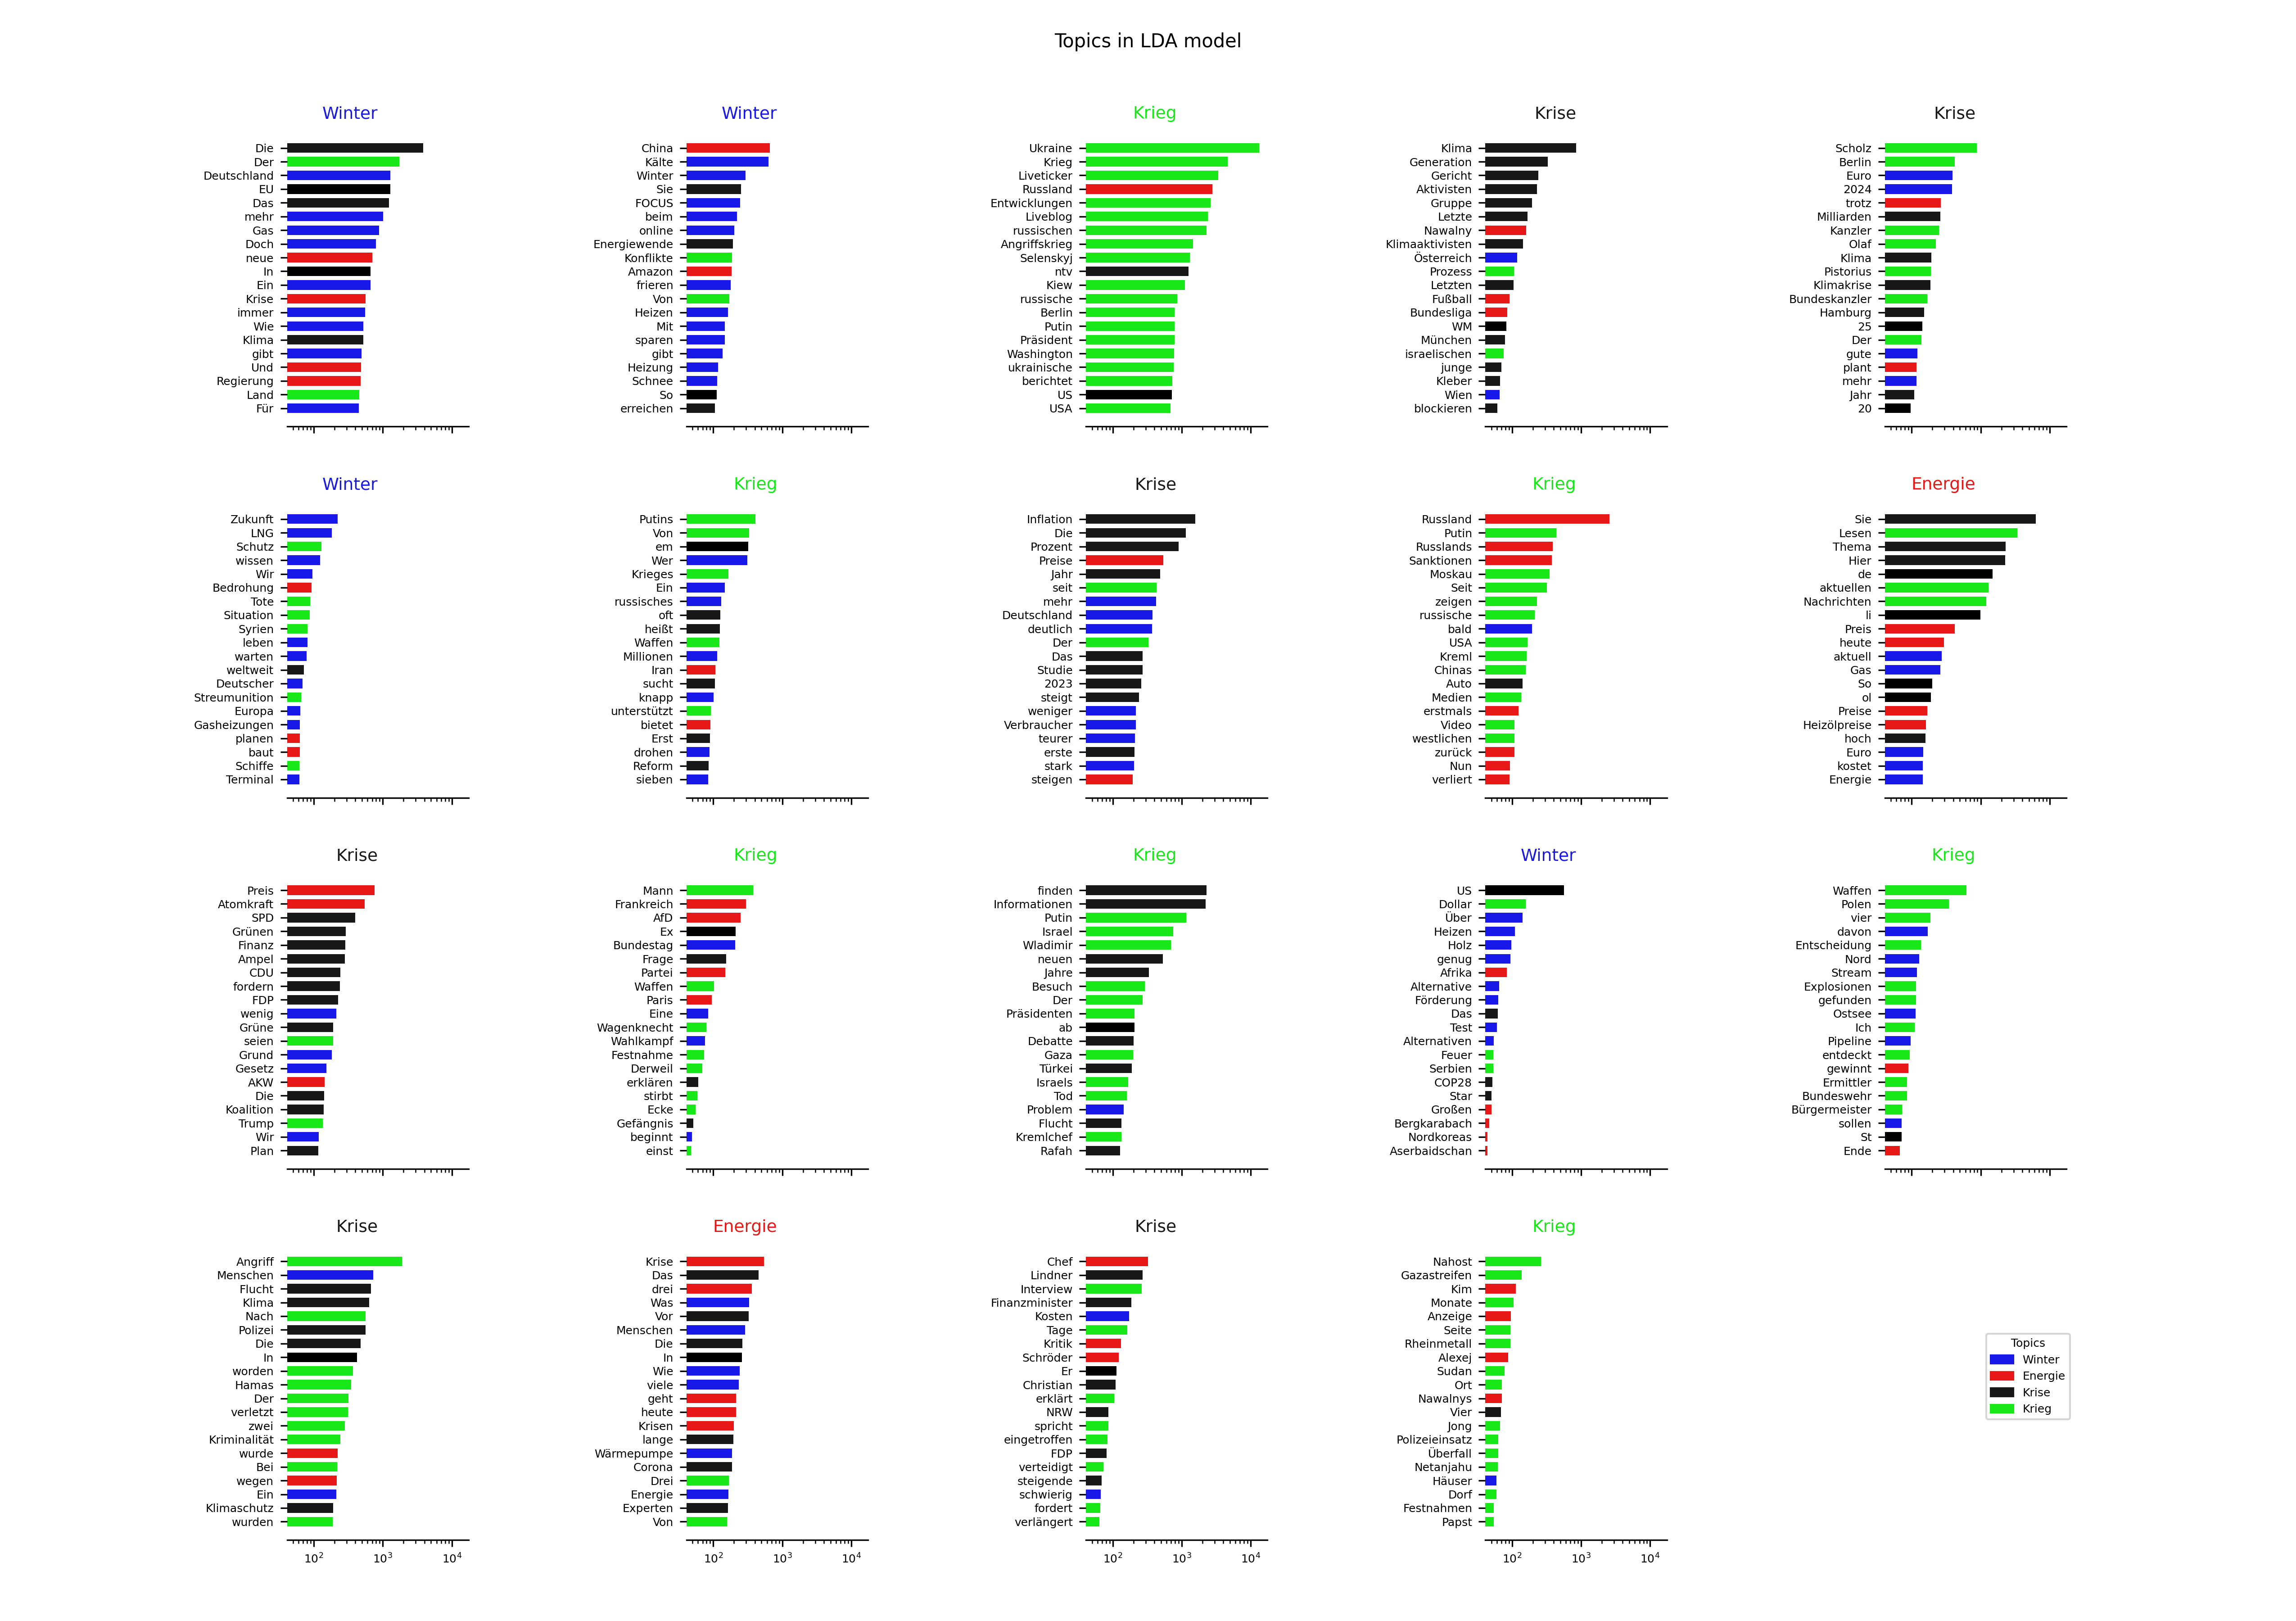 Topics in LDA model
Winter
Die
Der
Deutschland
EU
Das
mehr
Gas
Doch
neue
In
Ein
Krise
immer
Wie
Klima
gibt
Und
Regierung
Land
Für
Winter
China
Kälte
Winter
Sie
FOCUS
beim
online
Energiewende
Konflikte
Amazon
frieren
Von
Heizen
Mit
sparen
gibt
Heizung
Schnee
So
erreichen
Krieg
Ukraine
Krieg
Liveticker
Russland
Entwicklungen
Liveblog
russischen
Angriffskrieg
Selenskyj
ntv
Kiew
russische
Berlin
Putin
Präsident
Washington
ukrainische
berichtet
US
USA
Krise
Klima
Generation
Gericht
Aktivisten
Gruppe
Letzte
Nawalny
Klimaaktivisten
Österreich
Prozess
Letzten
Fußball
Bundesliga
WM
München
israelischen
junge
Kleber
Wien
blockieren
Krise
Scholz
Berlin
Euro
2024
trotz
Milliarden
Kanzler
Olaf
Klima
Pistorius
Klimakrise
Bundeskanzler
Hamburg
25
Der
gute
plant
mehr
Jahr
20
Winter
Zukunft
LNG
Schutz
wissen
Wir
Bedrohung
Tote
Situation
Syrien
leben
warten
weltweit
Deutscher
Streumunition
Europa
Gasheizungen
planen
baut
Schiffe
Terminal
Krieg
Putins
Von
em
Wer
Krieges
Ein
russisches
oft
heißt
Waffen
Millionen
Iran
sucht
knapp
unterstützt
bietet
Erst
drohen
Reform
sieben
Krise
Inflation
Die
Prozent
Preise
Jahr
seit
mehr
Deutschland
deutlich
Der
Das
Studie
2023
steigt
weniger
Verbraucher
teurer
erste
stark
steigen
Krieg
Russland
Putin
Russlands
Sanktionen
Moskau
Seit
zeigen
russische
bald
USA
Kreml
Chinas
Auto
Medien
erstmals
Video
westlichen
zurück
Nun
verliert
Energie
Sie
Lesen
Thema
Hier
de
aktuellen
Nachrichten
li
Preis
heute
aktuell
Gas
So
ol
Preise
Heizölpreise
hoch
Euro
kostet
Energie
Krise
Preis
Atomkraft
SPD
Grünen
Finanz
Ampel
CDU
fordern
FDP
wenig
Grüne
seien
Grund
Gesetz
AKW
Die
Koalition
Trump
Wir
Plan
Krieg
Mann
Frankreich
AfD
Ex
Bundestag
Frage
Partei
Waffen
Paris
Eine
Wagenknecht
Wahlkampf
Festnahme
Derweil
erklären
stirbt
Ecke
Gefängnis
beginnt
einst
Krieg
finden
Informationen
Putin
Israel
Wladimir
neuen
Jahre
Besuch
Der
Präsidenten
ab
Debatte
Gaza
Türkei
Israels
Tod
Problem
Flucht
Kremlchef
Rafah
Winter
US
Dollar
Über
Heizen
Holz
genug
Afrika
Alternative
Förderung
Das
Test
Alternativen
Feuer
Serbien
COP28
Star
Großen
Bergkarabach
Nordkoreas
Aserbaidschan
Krieg
Waffen
Polen
vier
davon
Entscheidung
Nord
Stream
Explosionen
gefunden
Ostsee
Ich
Pipeline
entdeckt
gewinnt
Ermittler
Bundeswehr
Bürgermeister
sollen
St
Ende
Krise
Angriff
Menschen
Flucht
Klima
Nach
Polizei
Die
In
worden
Hamas
Der
verletzt
zwei
Kriminalität
wurde
Bei
wegen
Ein
Klimaschutz
wurden
10² 10³ 10⁴
Energie
Krise
Das
drei
Was
Vor
Menschen
Die
In
Wie
viele
geht
heute
Krisen
lange
Wärmepumpe
Corona
Drei
Energie
Experten
Von
10² 10³ 10⁴
Krise
Chef
Lindner
Interview
Finanzminister
Kosten
Tage
Kritik
Schröder
Er
Christian
erklärt
NRW
spricht
eingetroffen
FDP
verteidigt
steigende
schwierig
fordert
verlängert
10² 10³ 10⁴
Krieg
Nahost
Gazastreifen
Kim
Monate
Anzeige
Seite
Rheinmetall
Alexej
Sudan
Ort
Nawalnys
Vier
Jong
Polizeieinsatz
Überfall
Netanjahu
Häuser
Dorf
Festnahmen
Papst
10² 10³ 10⁴
Topics
Winter
Energie
Krise
Krieg